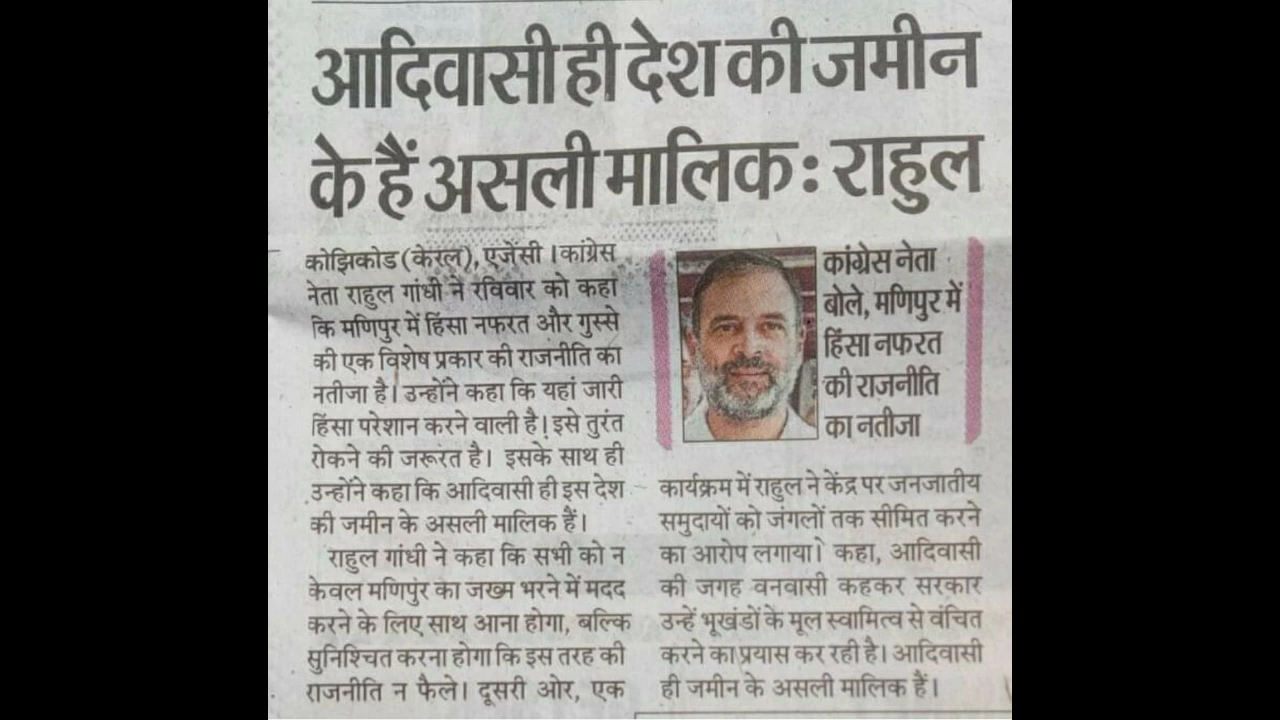 आदिवासी ही देश की जमीन
के हैं असली मालिक : राहुल
कोझिकोड (केरल), एजेंसी । कांग्रेस
नेता राहुल गांधी ने रविवार को कहा
कि मणिपुर में हिंसा नफरत और गुस्से
की एक विशेष प्रकार की राजनीति का
नतीजा है। उन्होंने कहा कि यहां जारी
हिंसा परेशान करने वाली है। इसे तुरंत
रोकने की जरूरत है। इसके साथ ही
उन्होंने कहा कि आदिवासी ही इस देश
की जमीन के असली मालिक हैं।
राहुल गांधी ने कहा कि सभी को न
केवल मणिपुर का जख्म भरने में मदद
करने के लिए साथ आना होगा, बल्कि
सुनिश्चित करना होगा कि इस तरह की
राजनीति न फैले। दूसरी ओर, एक
कांग्रेस नेता
बोले, मणिपुर में
हिंसा नफरत
की राजनीति
का नतीजा
कार्यक्रम में राहुल ने केंद्र पर जनजातीय
समुदायों को जंगलों तक सीमित करने
का आरोप लगाया। कहा, आदिवासी
की जगह वनवासी कहकर सरकार
उन्हें भूखंडों के मूल स्वामित्व से वंचित
करने का प्रयास कर रही है। आदिवासी
ही जमीन के असली मालिक हैं।